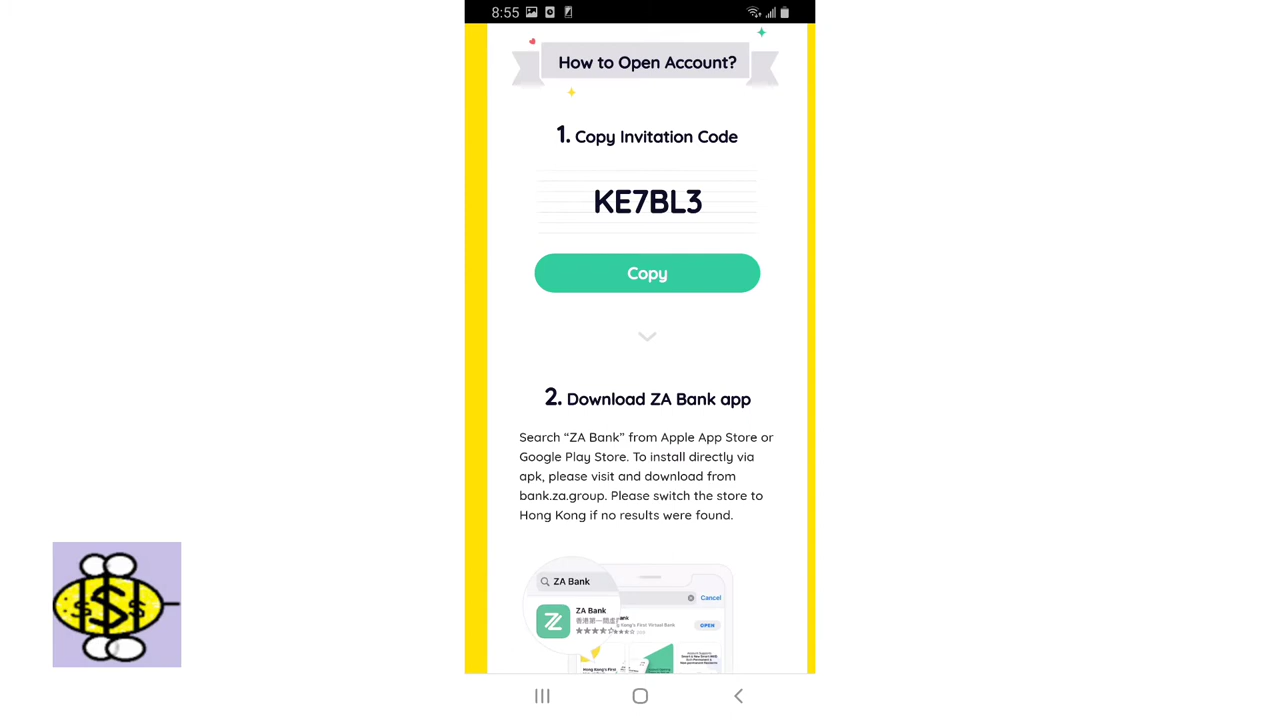 8:55
How to Open Account?
1. Copy Invitation Code
KE7BL3
Copy
2. Download ZA Bank app
Search “ZA Bank” from Apple App Store or
Google Play Store. To install directly via
apk, please visit and download from
bank.za.group. Please switch the store to
Hong Kong if no results were found.
ZA Bank
Cancel
ZA Bank
OPEN
$ $ $